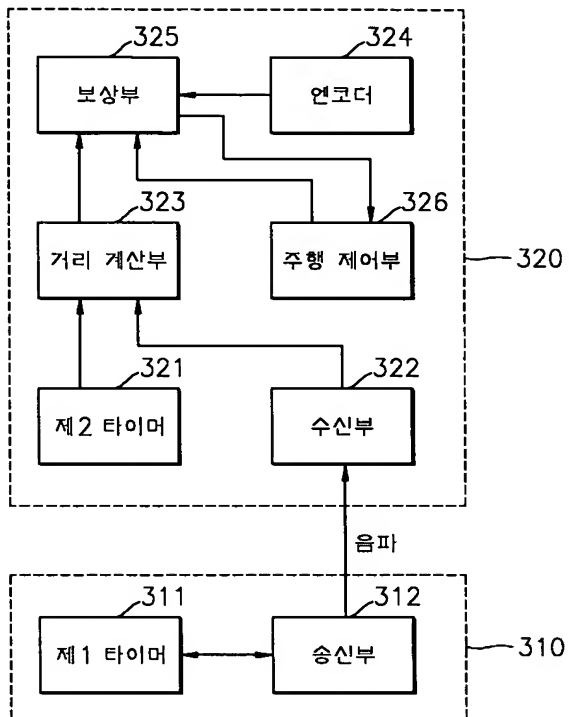 325
324
보상부
엔코더
323
326
거리 계산부
주행 제어부
320
321
322
제2 타이머
수신부
음파
311
312
제1 타이머
송신부
310